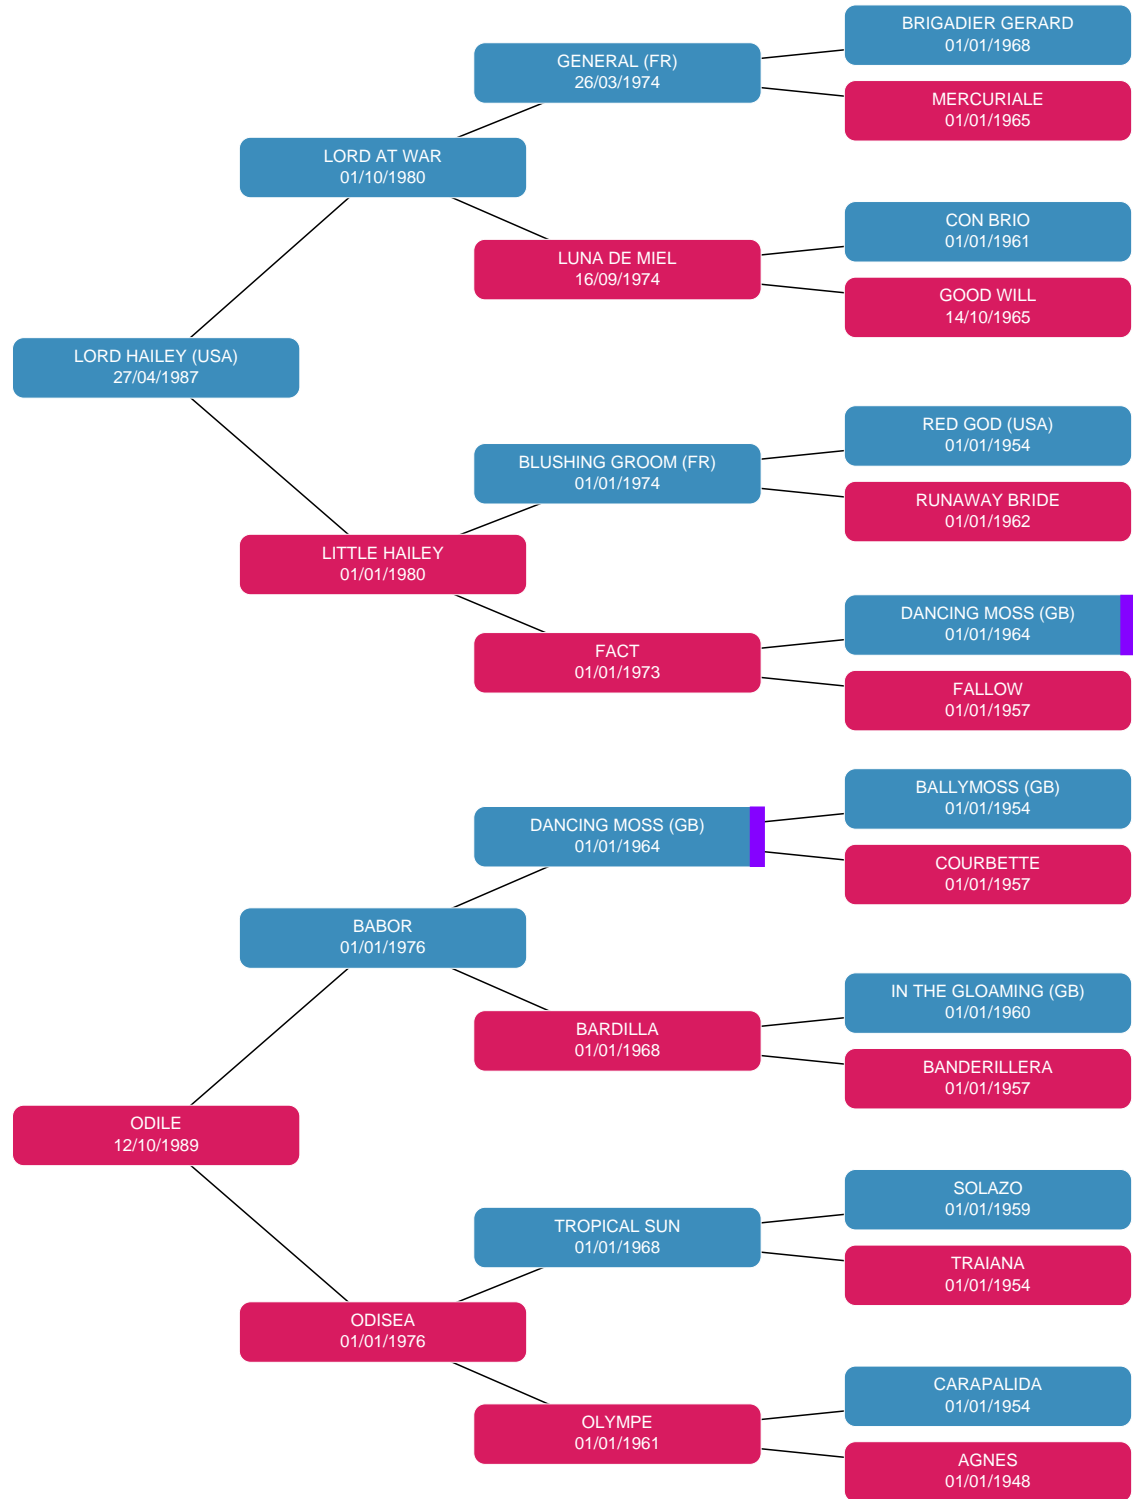 BRIGADIER GERARD
01/01/1968
GENERAL (FR)
26/03/1974
MERCURIALE
01/01/1965
LORD AT WAR
01/10/1980
CON BRIO
01/01/1961
LUNA DE MIEL
16/09/1974
GOOD WILL
14/10/1965
LORD HAILEY (USA)
27/04/1987
RED GOD (USA)
01/01/1954
BLUSHING GROOM (FR)
01/01/1974
RUNAWAY BRIDE
01/01/1962
LITTLE HAILEY
01/01/1980
DANCING MOSS (GB)
01/01/1964
FACT
01/01/1973
FALLOW
01/01/1957
BALLYMOSS (GB)
01/01/1954
DANCING MOSS (GB)
01/01/1964
COURBETTE
01/01/1957
BABOR
01/01/1976
IN THE GLOAMING (GB)
01/01/1960
BARDILLA
01/01/1968
BANDERILLERA
01/01/1957
ODILE
12/10/1989
SOLAZO
01/01/1959
TROPICAL SUN
01/01/1968
TRAIANA
01/01/1954
ODISEA
01/01/1976
CARAPALIDA
01/01/1954
OLYMPE
01/01/1961
AGNES
01/01/1948